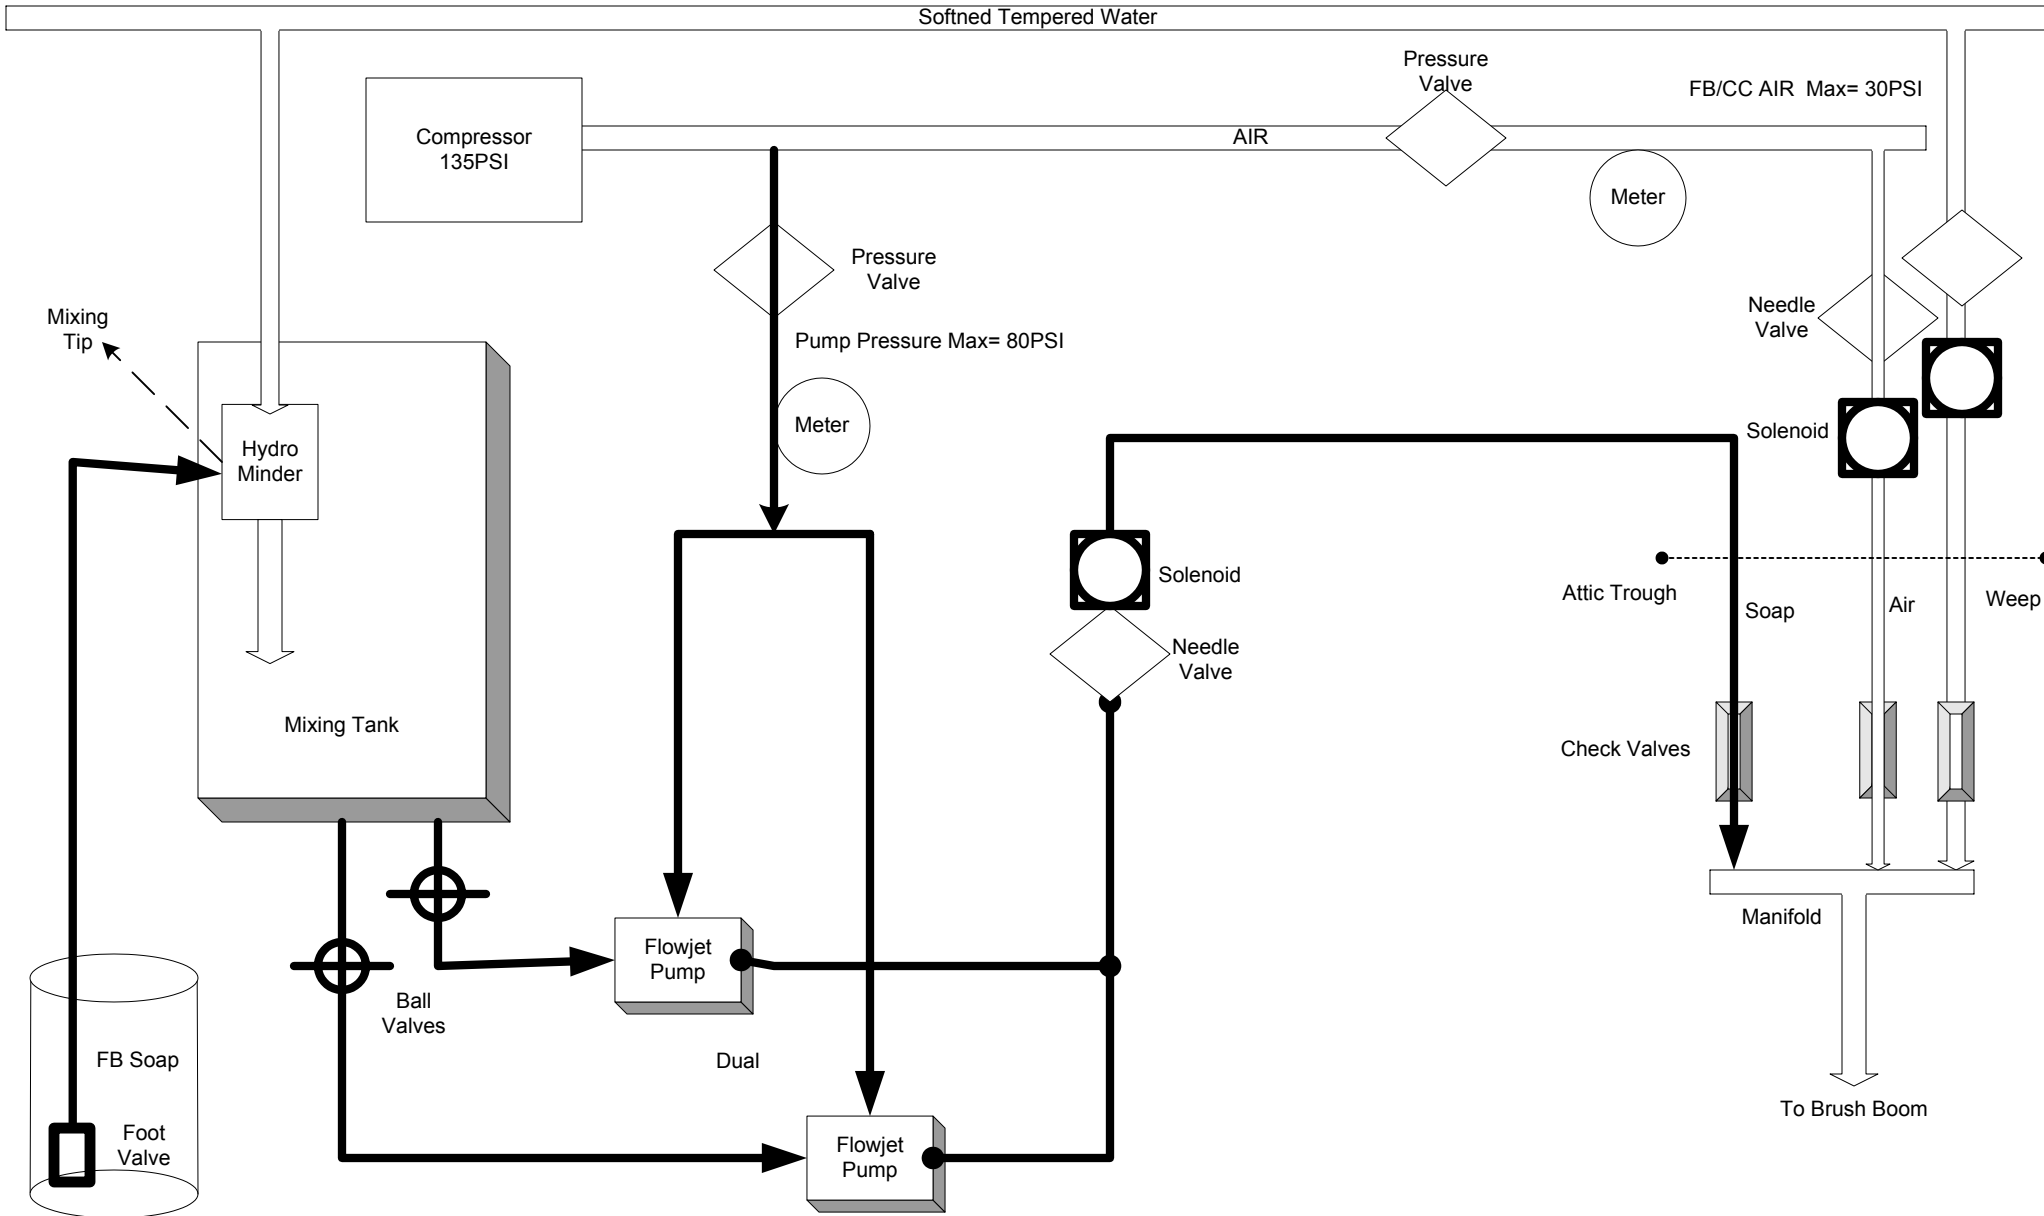 Softned Tempered Water
Pressure
Valve
FB/CC AIR  Max= 30PSI
Compressor
135PSI
AIR
Meter
Pressure
Valve
Needle
Valve
Mixing
Tip
Pump Pressure Max= 80PSI
Meter
Solenoid
Hydro
Minder
Solenoid
Attic Trough
Soap
Air
Weep
Needle
Valve
Mixing Tank
Check Valves
Manifold
Flowjet
Pump
Ball
Valves
FB Soap
Dual
To Brush Boom
Foot
Valve
Flowjet
Pump